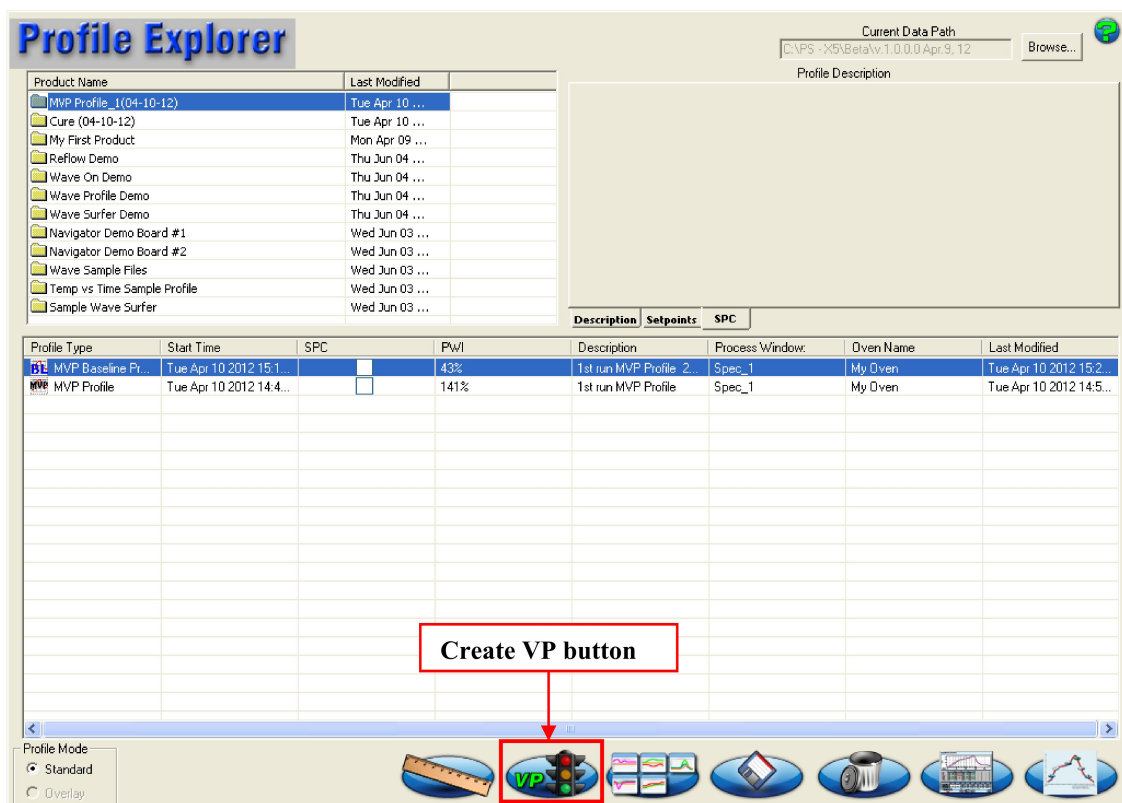 Profile Explorer
Current Data Path
C:\PS - X5\Beta\v.1.0.0.0 Apr.9, 12
Browse...
?
Product Name Last Modified
MVP Profile_1(04-10-12) Tue Apr 10 ...
Cure (04-10-12) Tue Apr 10 ...
My First Product Mon Apr 09 ...
Reflow Demo Thu Jun 04 ...
Wave On Demo Thu Jun 04 ...
Wave Profile Demo Thu Jun 04 ...
Wave Surfer Demo Thu Jun 04 ...
Navigator Demo Board #1 Wed Jun 03 ...
Navigator Demo Board #2 Wed Jun 03 ...
Wave Sample Files Wed Jun 03 ...
Temp vs Time Sample Profile Wed Jun 03 ...
Sample Wave Surfer Wed Jun 03 ...
Profile Description
Description Setpoints SPC
Profile Type Start Time SPC PWI Description Process Window: Oven Name Last Modified
BL MVP Baseline Pr... Tue Apr 10 2012 15:1... 43% 1st run MVP Profile 2... Spec_1 My Oven Tue Apr 10 2012 15:2...
MVP MVP Profile Tue Apr 10 2012 14:4... 141% 1st run MVP Profile Spec_1 My Oven Tue Apr 10 2012 14:5...
Create VP button
Profile Mode
Standard
Overlay
VP